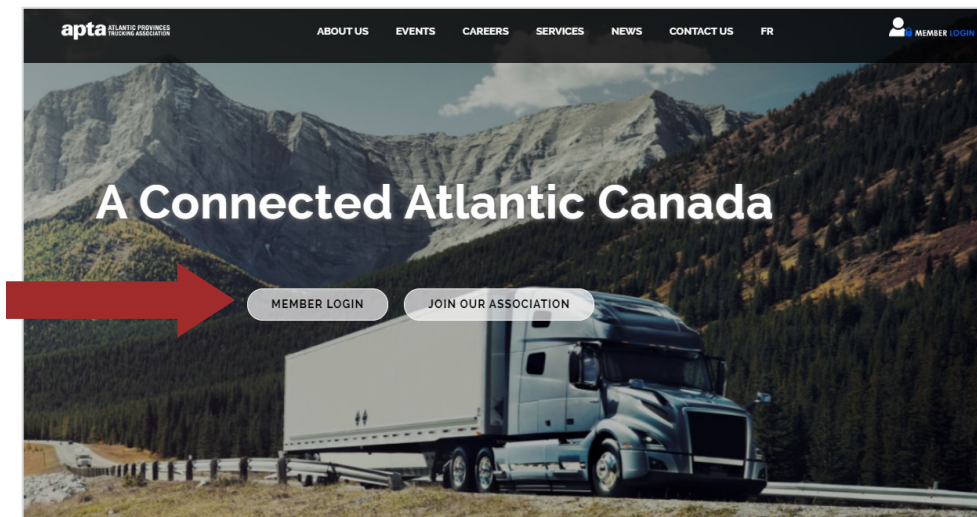 apta ATLANTIC PROVINCES
TRUCKING ASSOCIATION
ABOUT US EVENTS CAREERS SERVICES NEWS CONTACT US FR
MEMBER LOGIN
A Connected Atlantic Canada
MEMBER LOGIN JOIN OUR ASSOCIATION